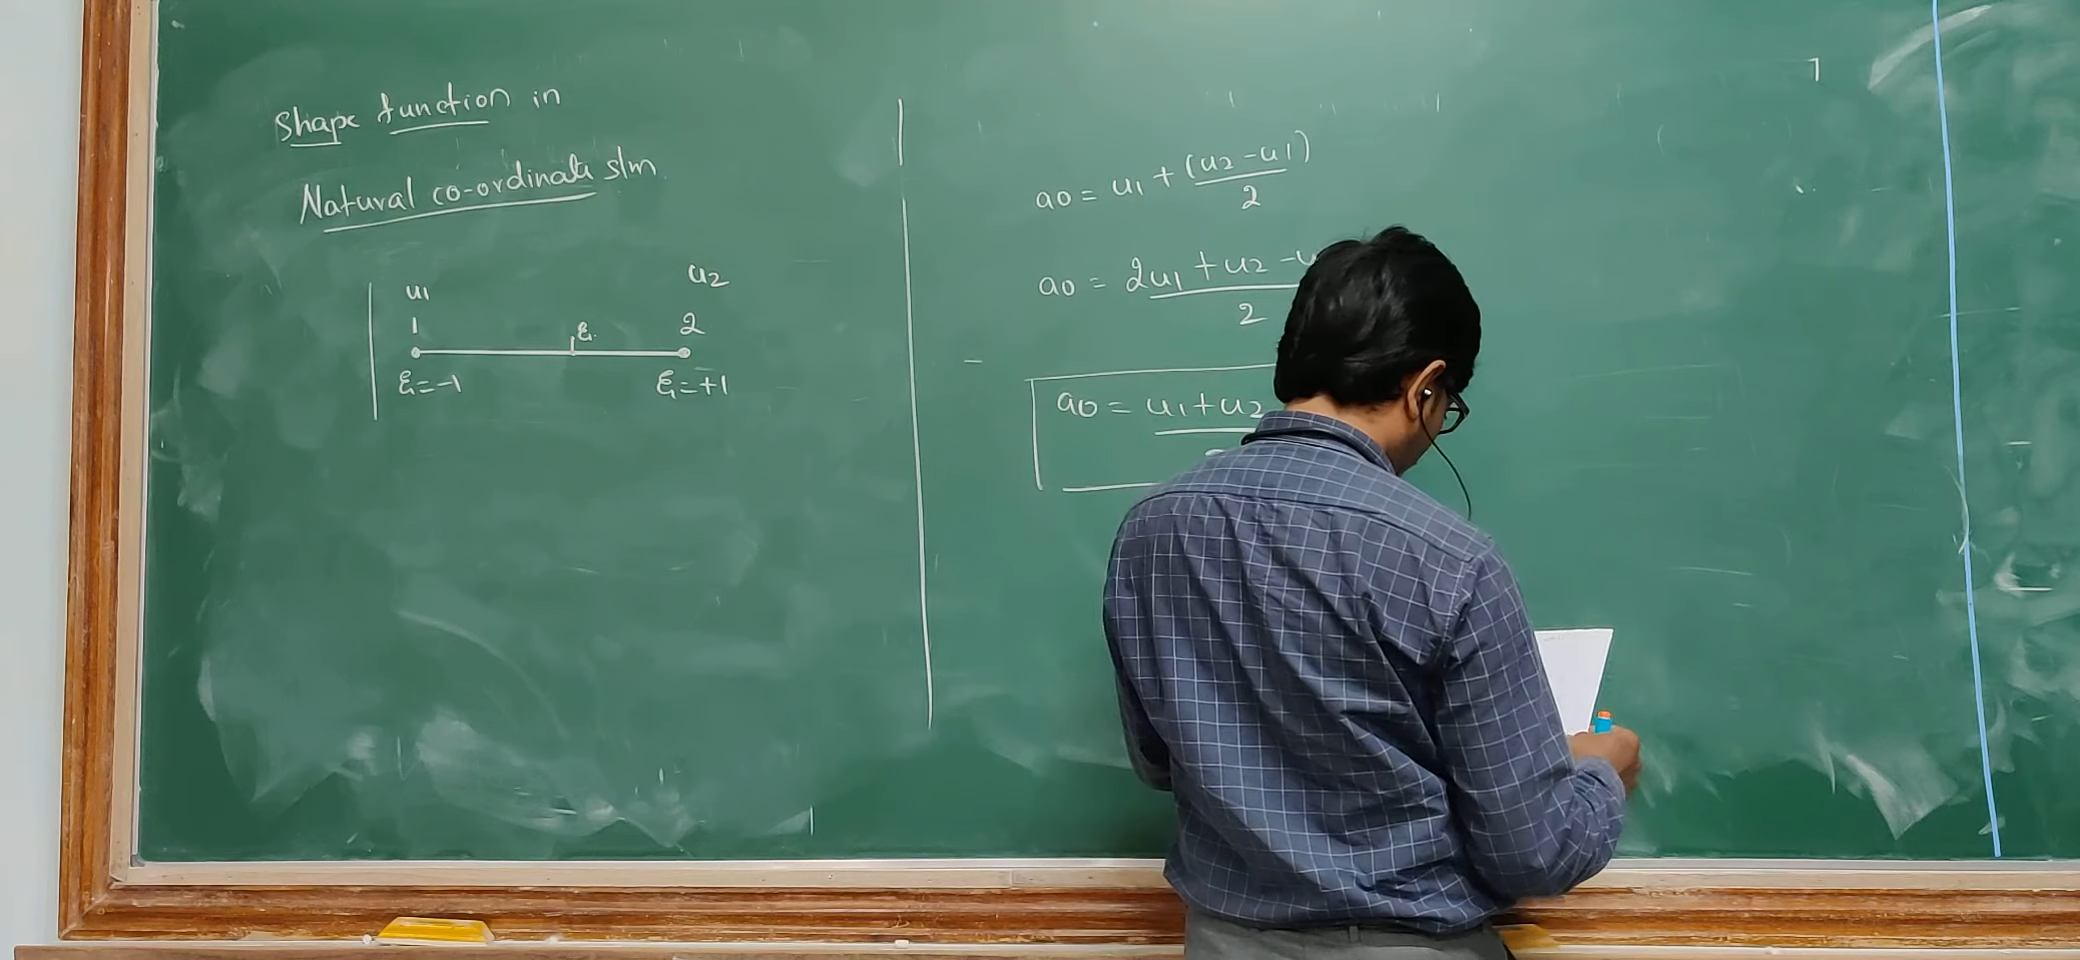 Shape function in
Natural co-ordinate s/m
u1
u2
1
ξ
2
ξ=-1
ξ=+1
a0 = u1 + (u2 - u1)
2
a0 = 2u1 + u2 -
2
a0 = u1+u2